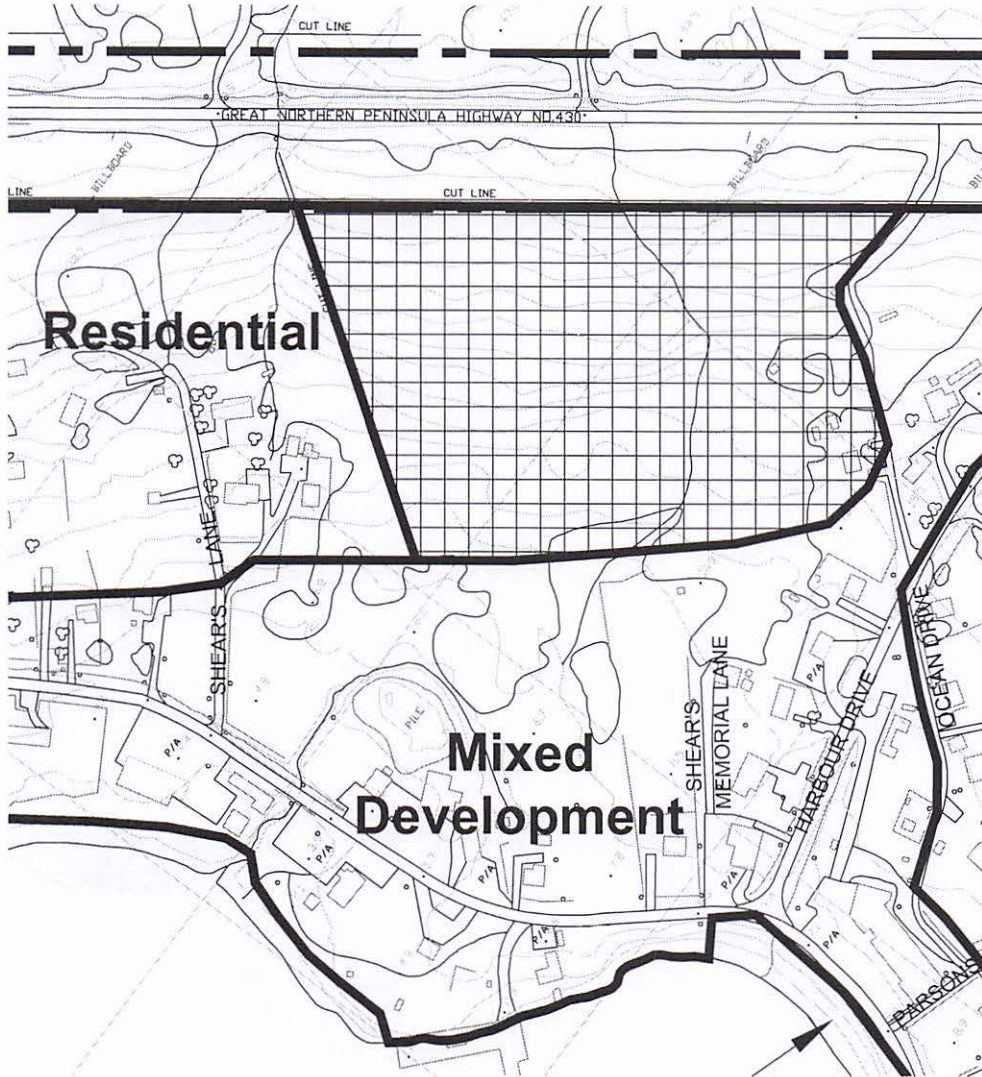 CUT LINE
GREAT NORTHERN PENINSULA HIGHWAY NO.430
BILLBOARD
BILLBOARD
LINE
CUT LINE
Residential
SHEAR'S LANE
PILE
Mixed
Development
SHEAR'S
MEMORIAL LANE
HARBOUR DRIVE
OCEAN DRIVE
P/A
P/A
P/A
P/A
P/A
P/A
P/A
PARSONS